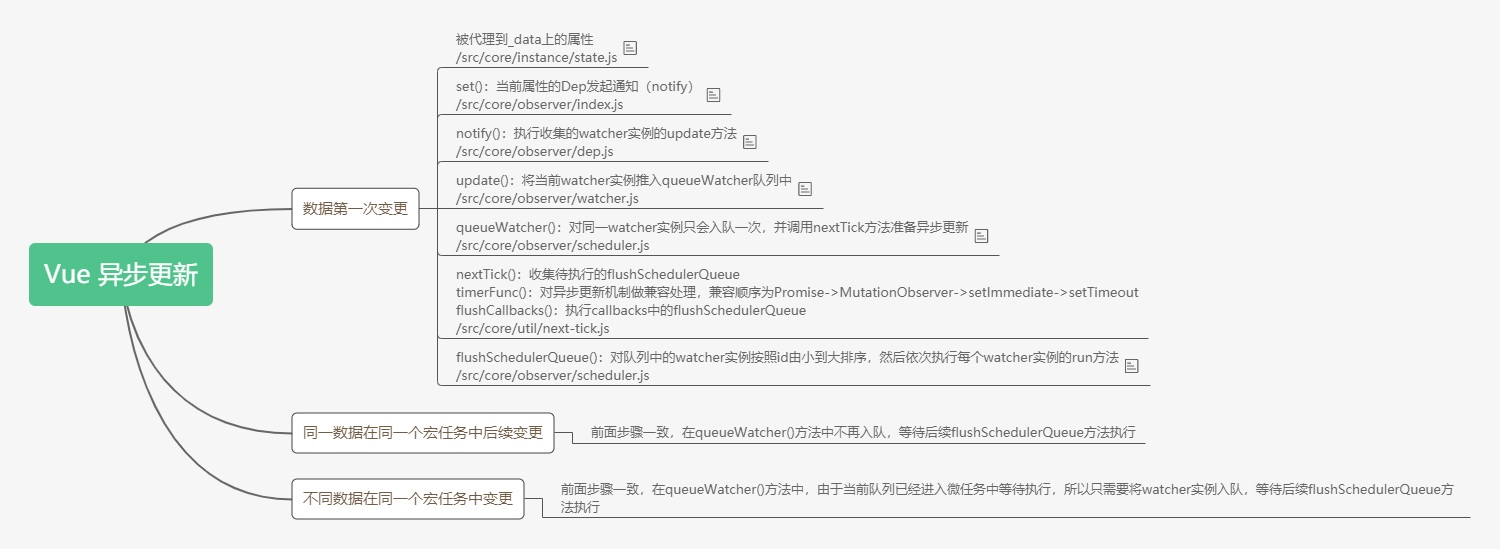 Vue 异步更新
数据第一次变更
被代理到_data上的属性
/src/core/instance/state.js
set()：当前属性的Dep发起通知（notify）
/src/core/observer/index.js
notify()：执行收集的watcher实例的update方法
/src/core/observer/dep.js
update()：将当前watcher实例推入queueWatcher队列中
/src/core/observer/watcher.js
queueWatcher()：对同一watcher实例只会入队一次，并调用nextTick方法准备异步更新
/src/core/observer/scheduler.js
nextTick()：收集待执行的flushSchedulerQueue
timerFunc()：对异步更新机制做兼容处理，兼容顺序为Promise->MutationObserver->setImmediate->setTimeout
flushCallbacks()：执行callbacks中的flushSchedulerQueue
/src/core/util/next-tick.js
flushSchedulerQueue()：对队列中的watcher实例按照id由小到大排序，然后依次执行每个watcher实例的run方法
/src/core/observer/scheduler.js
同一数据在同一个宏任务中后续变更
前面步骤一致，在queueWatcher()方法中不再入队，等待后续flushSchedulerQueue方法执行
不同数据在同一个宏任务中变更
前面步骤一致，在queueWatcher()方法中，由于当前队列已经进入微任务中等待执行，所以只需要将watcher实例入队，等待后续flushSchedulerQueue方
法执行